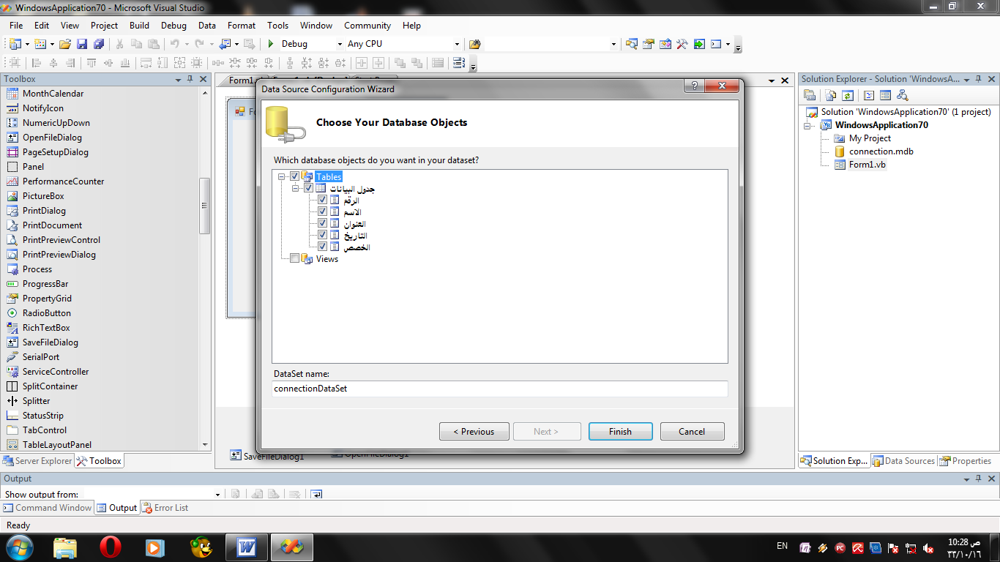 WindowsApplication70 - Microsoft Visual Studio
File Edit View Project Build Debug Data Format Tools Window Community Help
Debug Any CPU
Toolbox
MonthCalendar
NotifyIcon
NumericUpDown
OpenFileDialog
PageSetupDialog
Panel
PerformanceCounter
PictureBox
PrintDialog
PrintDocument
PrintPreviewControl
PrintPreviewDialog
Process
ProgressBar
PropertyGrid
RadioButton
RichTextBox
SaveFileDialog
SerialPort
ServiceController
SplitContainer
Splitter
StatusStrip
TabControl
TableLayoutPanel
Server Explorer Toolbox
Form1
Data Source Configuration Wizard
Choose Your Database Objects
Which database objects do you want in your dataset?
Tables
جدول البيانات
الرقم
الاسم
العنوان
التاريخ
الخصص
Views
DataSet name:
connectionDataSet
< Previous Next > Finish Cancel
SaveFileDialog1 OpenFileDialog1
Solution Explorer - Solution 'WindowsA...
Solution 'WindowsApplication70' (1 project)
WindowsApplication70
My Project
connection.mdb
Form1.vb
Solution Exp... Data Sources Properties
Output
Show output from:
Command Window Output Error List
Ready
EN
10:28 ص
٣٣/١٠/١٦